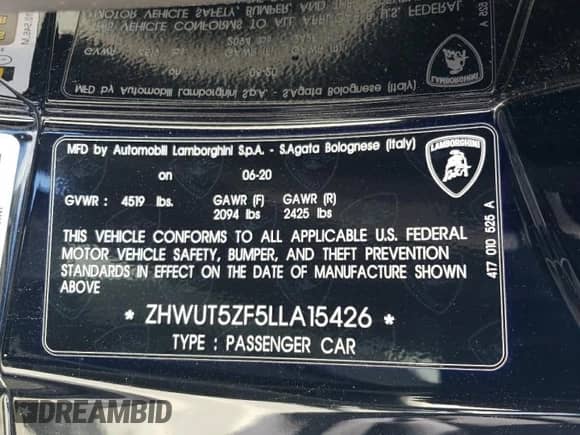 MFD by Automobili Lamborghini S.p.A. - S.Agata Bolognese (Italy)
on 06-20
GVWR : 4519 lbs. GAWR (F) GAWR (R)
2094 lbs 2425 lbs
THIS VEHICLE CONFORMS TO ALL APPLICABLE U.S. FEDERAL
MOTOR VEHICLE SAFETY, BUMPER, AND THEFT PREVENTION
STANDARDS IN EFFECT ON THE DATE OF MANUFACTURE SHOWN
ABOVE
* ZHWUT5ZF5LLA15426 *
TYPE : PASSENGER CAR
LAMBORGHINI
4T7 010 525 A
DREAMBID